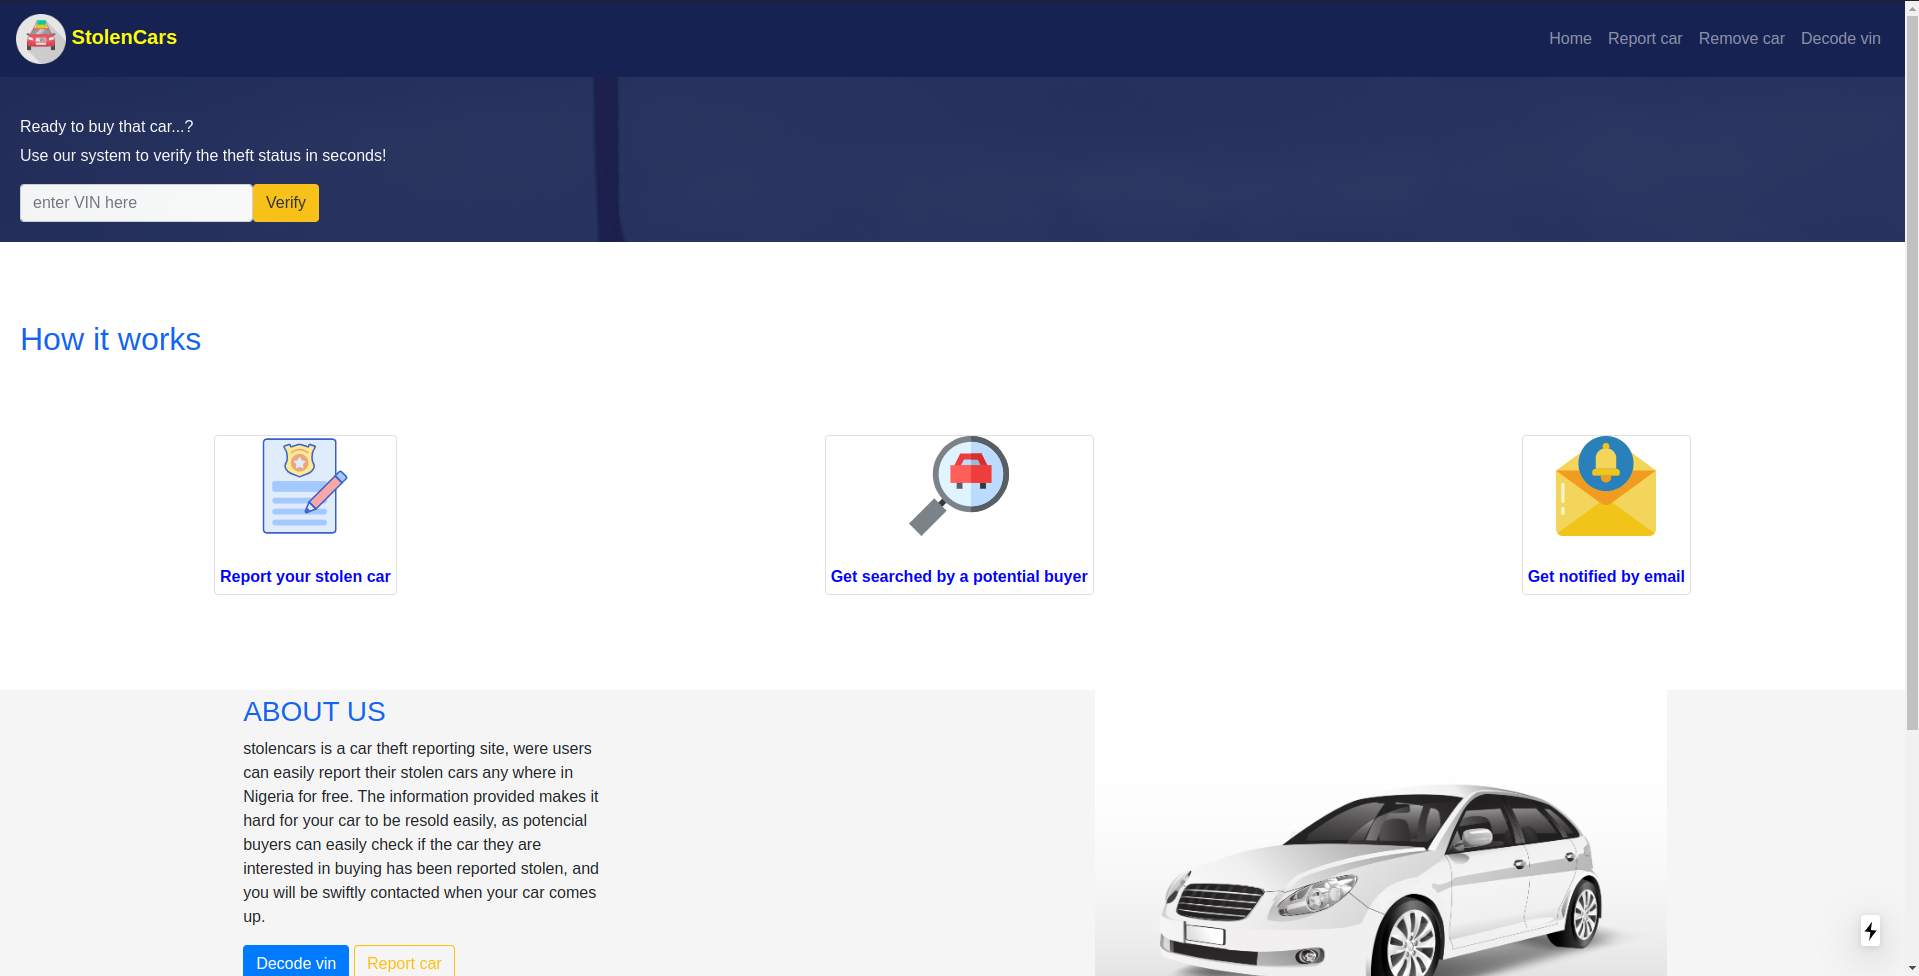 StolenCars
Home Report car Remove car Decode vin
Ready to buy that car...?
Use our system to verify the theft status in seconds!
enter VIN here Verify
How it works
Report your stolen car
Get searched by a potential buyer
Get notified by email
ABOUT US
stolencars is a car theft reporting site, were users
can easily report their stolen cars any where in
Nigeria for free. The information provided makes it
hard for your car to be resold easily, as potencial
buyers can easily check if the car they are
interested in buying has been reported stolen, and
you will be swiftly contacted when your car comes
up.
Decode vin Report car